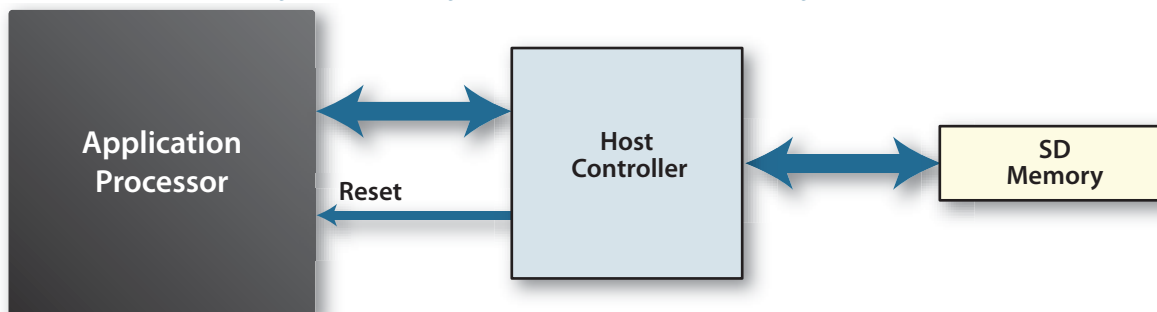 Application
Processor
Reset
Host
Controller
SD
Memory